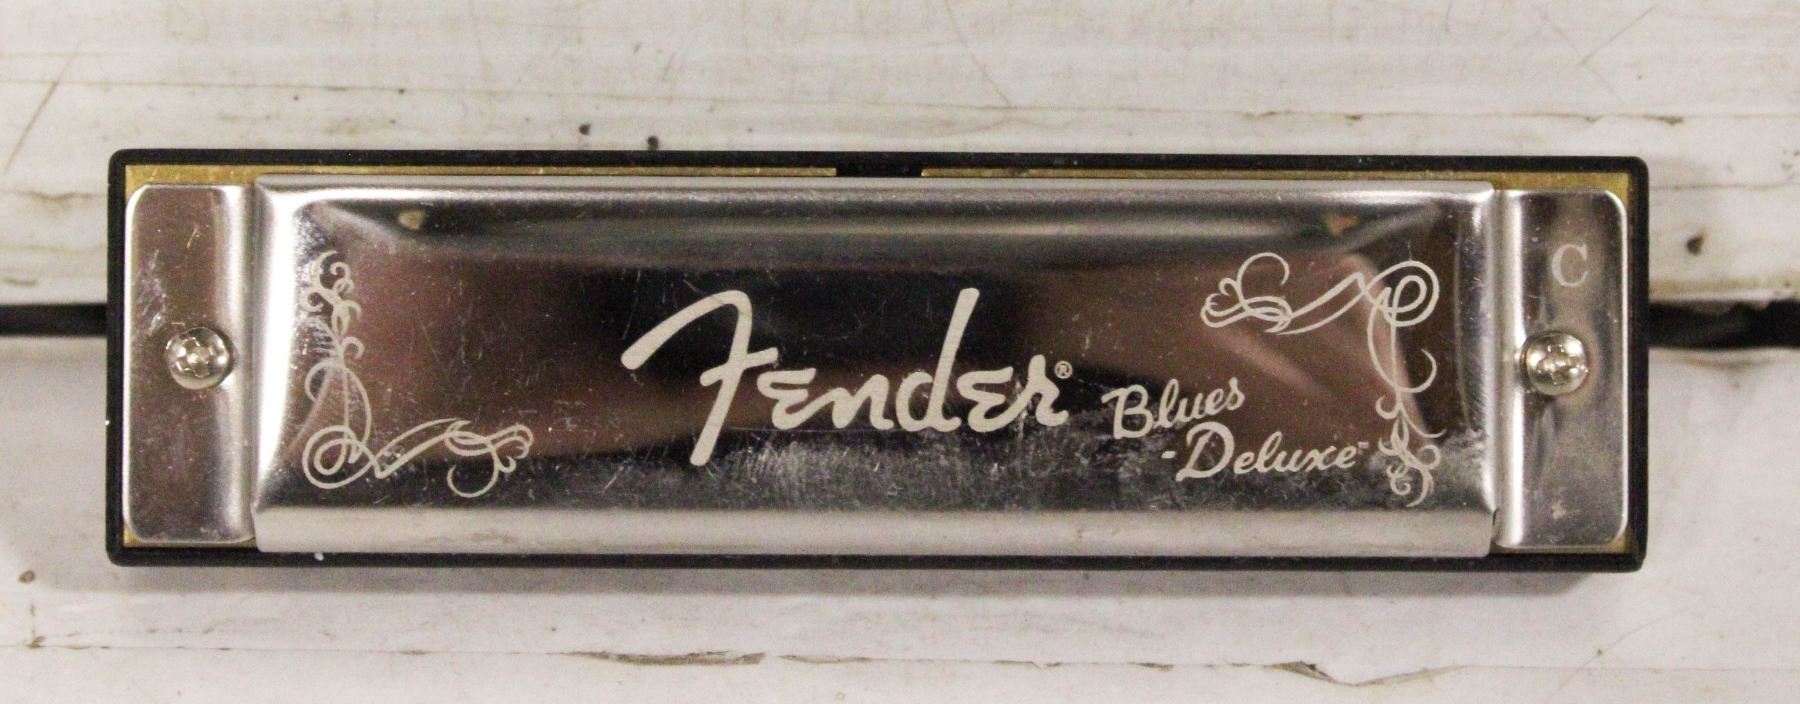 C
Fender®
Blues
-Deluxe™